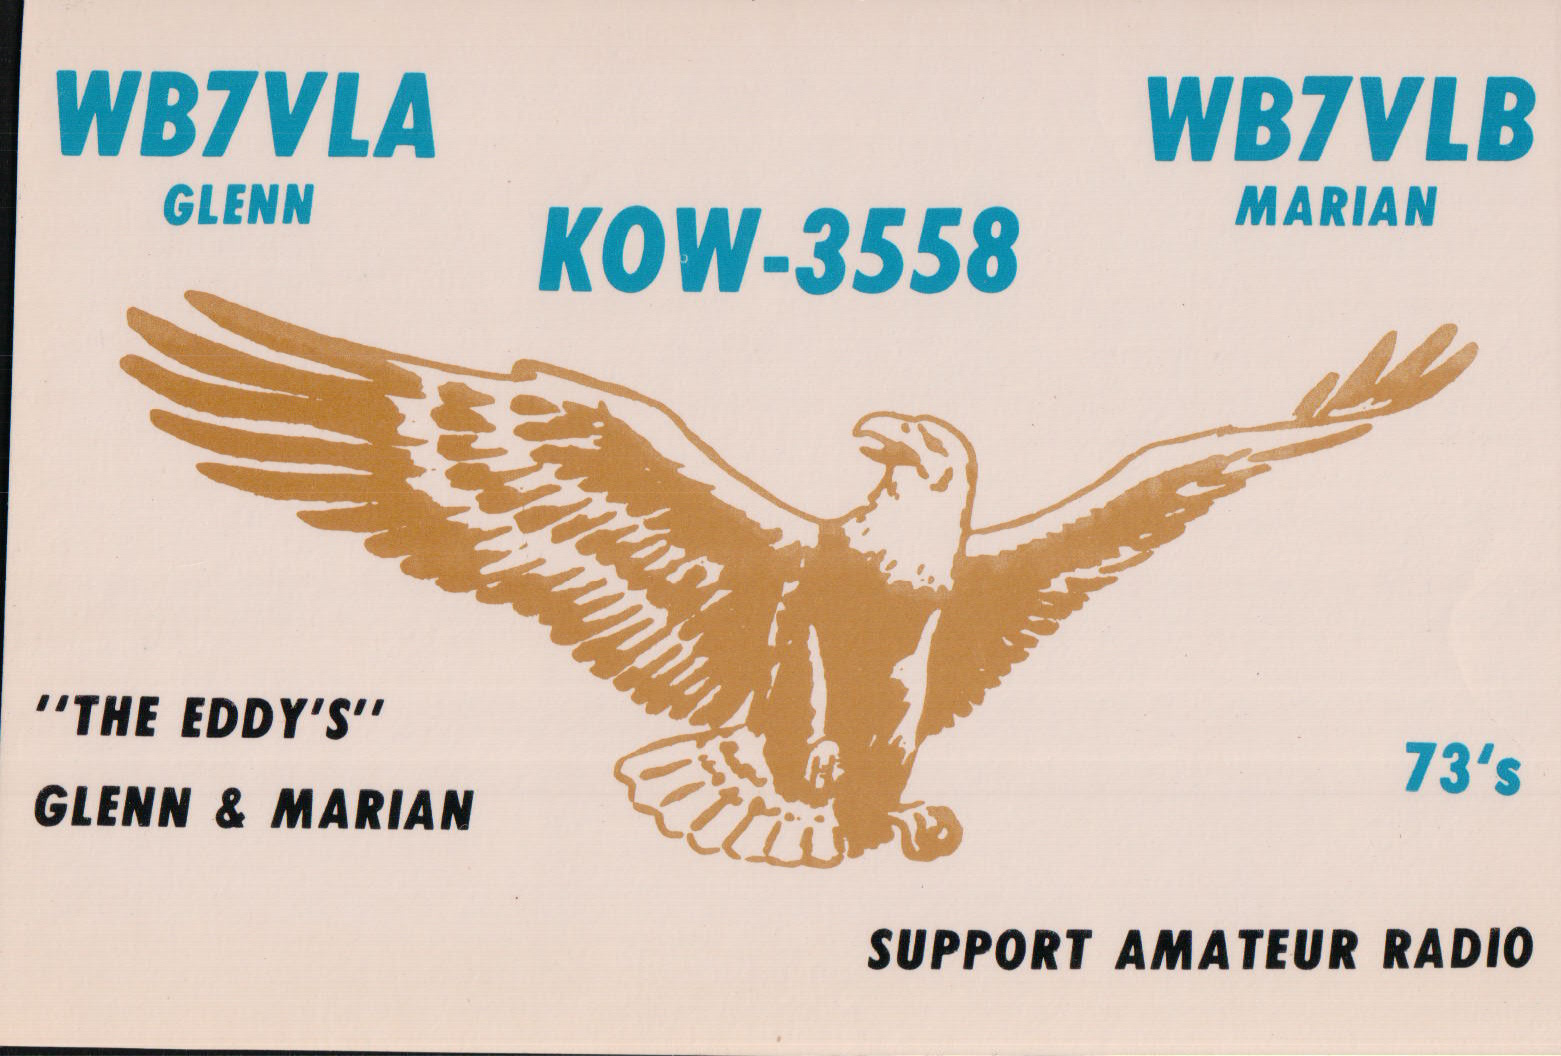 WB7VLA
GLENN
WB7VLB
MARIAN
KOW-3558
"THE EDDY'S"
GLENN & MARIAN
73's
SUPPORT AMATEUR RADIO